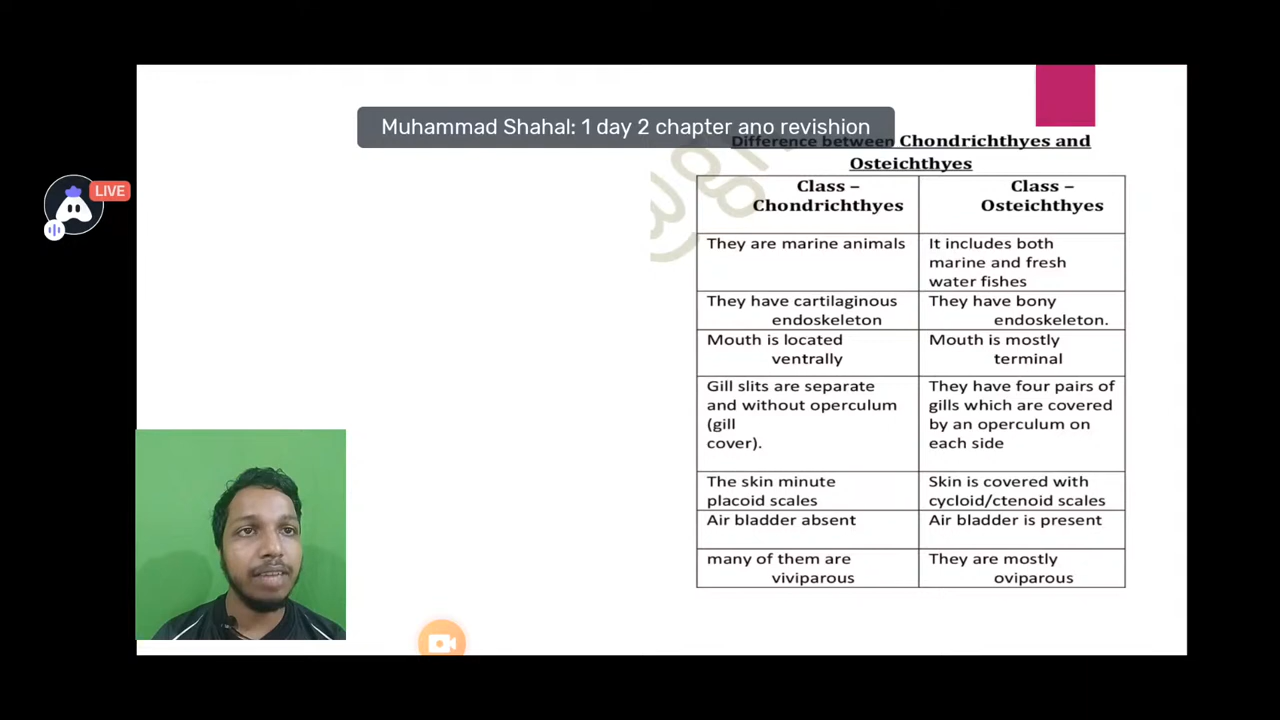 Muhammad Shahal: 1 day 2 chapter ano revishion
LIVE
Difference between Chondrichthyes and
Osteichthyes
Class –
Chondrichthyes
Class –
Osteichthyes
They are marine animals
It includes both
marine and fresh
water fishes
They have cartilaginous
endoskeleton
They have bony
endoskeleton.
Mouth is located
ventrally
Mouth is mostly
terminal
Gill slits are separate
and without operculum
(gill
cover).
They have four pairs of
gills which are covered
by an operculum on
each side
The skin minute
placoid scales
Skin is covered with
cycloid/ctenoid scales
Air bladder absent
Air bladder is present
many of them are
viviparous
They are mostly
oviparous